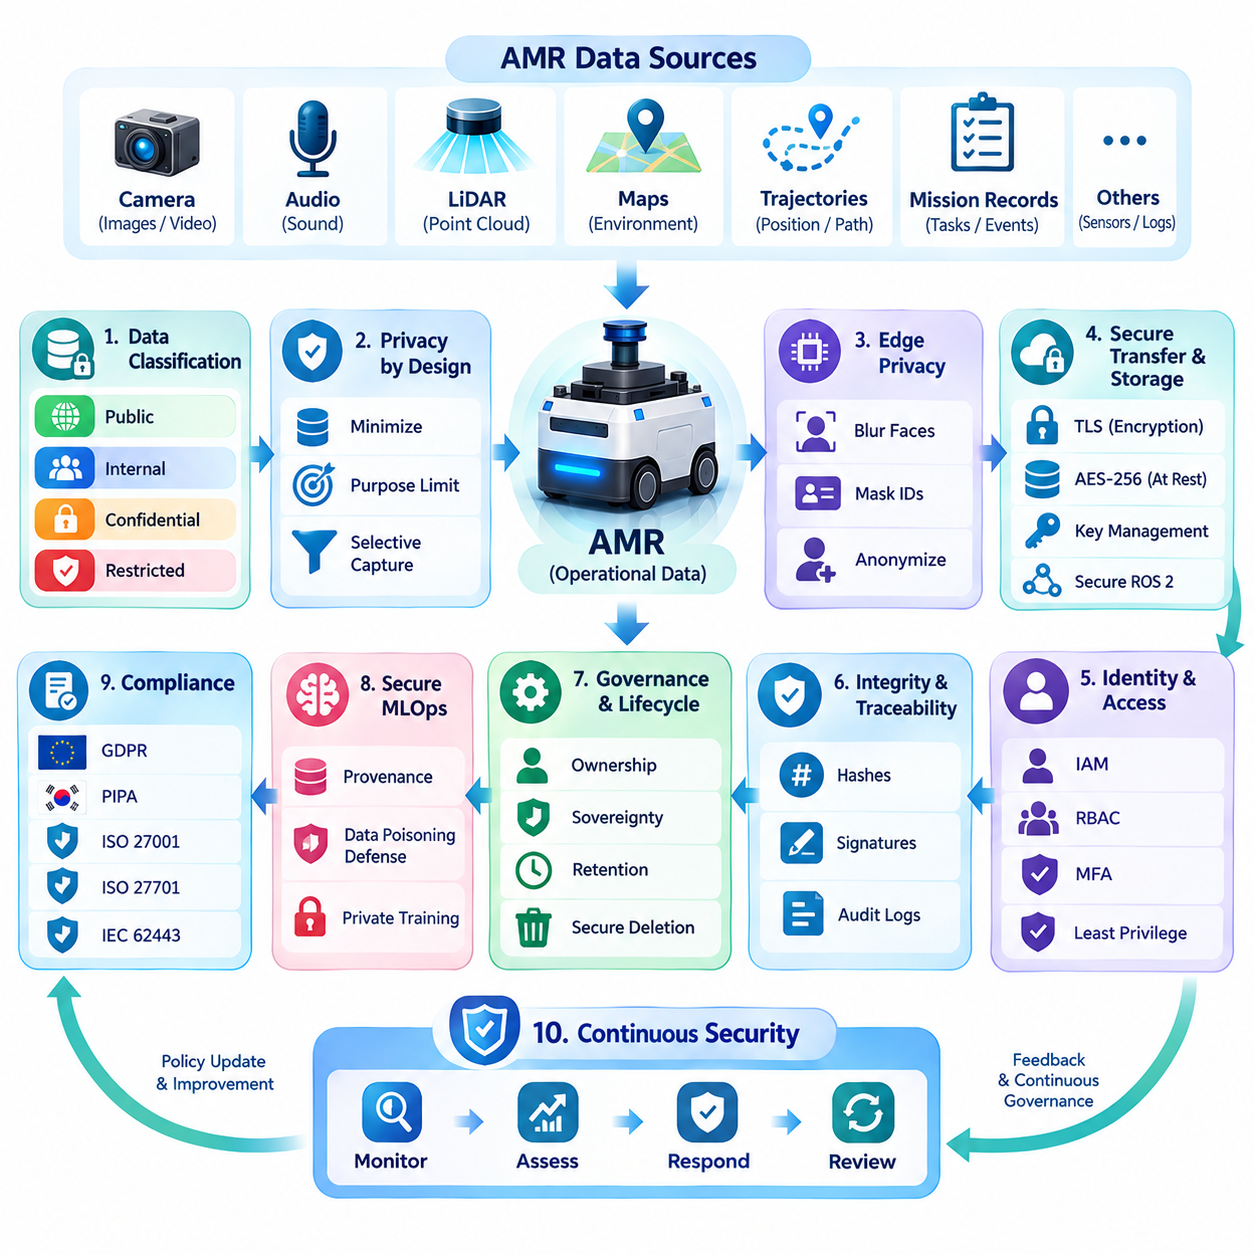 AMR Data Sources
Camera
(Images / Video)
Audio
(Sound)
LiDAR
(Point Cloud)
Maps
(Environment)
Trajectories
(Position / Path)
Mission Records
(Tasks / Events)
Others
(Sensors / Logs)
1. Data
Classification
Public
Internal
Confidential
Restricted
2. Privacy
by Design
Minimize
Purpose Limit
Selective
Capture
AMR
(Operational Data)
3. Edge
Privacy
Blur Faces
Mask IDs
Anonymize
4. Secure
Transfer &
Storage
TLS (Encryption)
AES-256 (At Rest)
Key Management
Secure ROS 2
5. Identity &
Access
IAM
RBAC
MFA
Least Privilege
6. Integrity &
Traceability
#
Hashes
Signatures
Audit Logs
7. Governance
& Lifecycle
Ownership
Sovereignty
Retention
Secure Deletion
8. Secure
MLOps
Provenance
Data Poisoning
Defense
Private Training
9. Compliance
GDPR
PIPA
ISO 27001
ISO 27701
IEC 62443
10. Continuous Security
Monitor
Assess
Respond
Review
Policy Update
& Improvement
Feedback
& Continuous
Governance